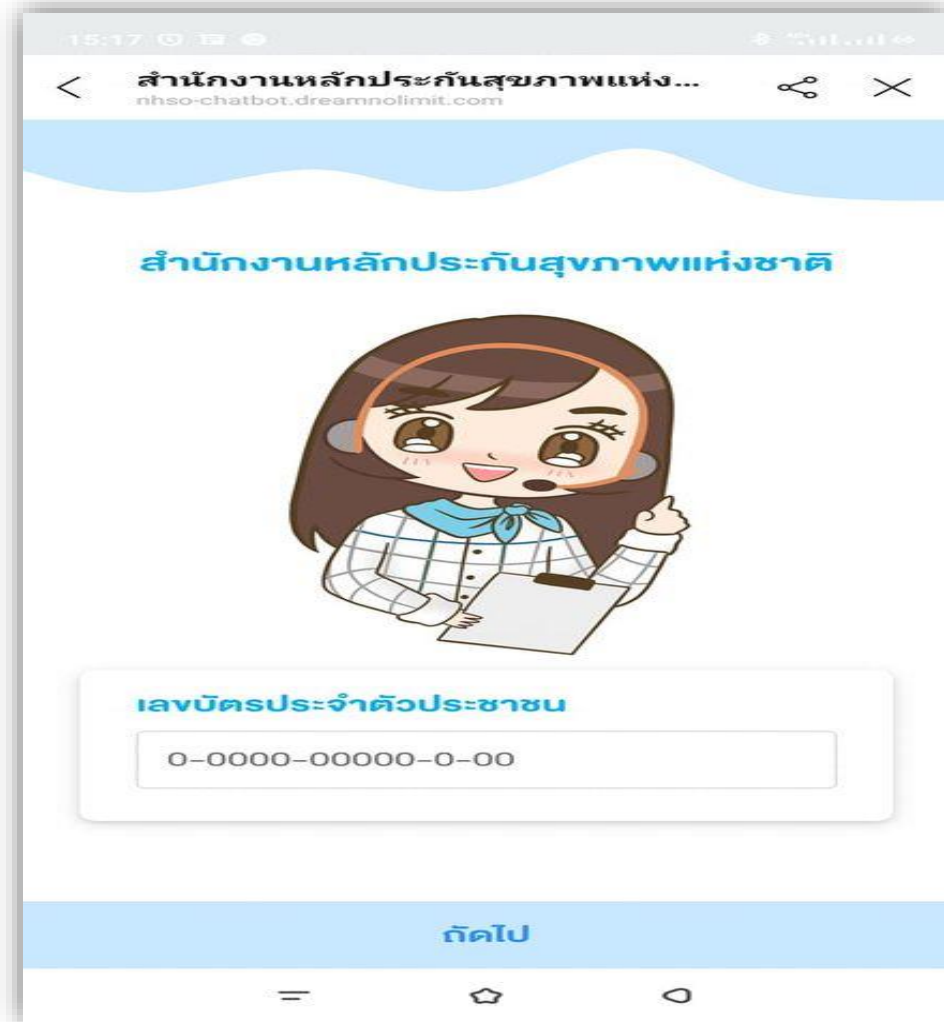 15:17
สำนักงานหลักประกันสุขภาพแห่ง...
nhso-chatbot.dreamnolimit.com
สำนักงานหลักประกันสุขภาพแห่งชาติ
เลขบัตรประจำตัวประชาชน
0-0000-00000-0-00
ถัดไป